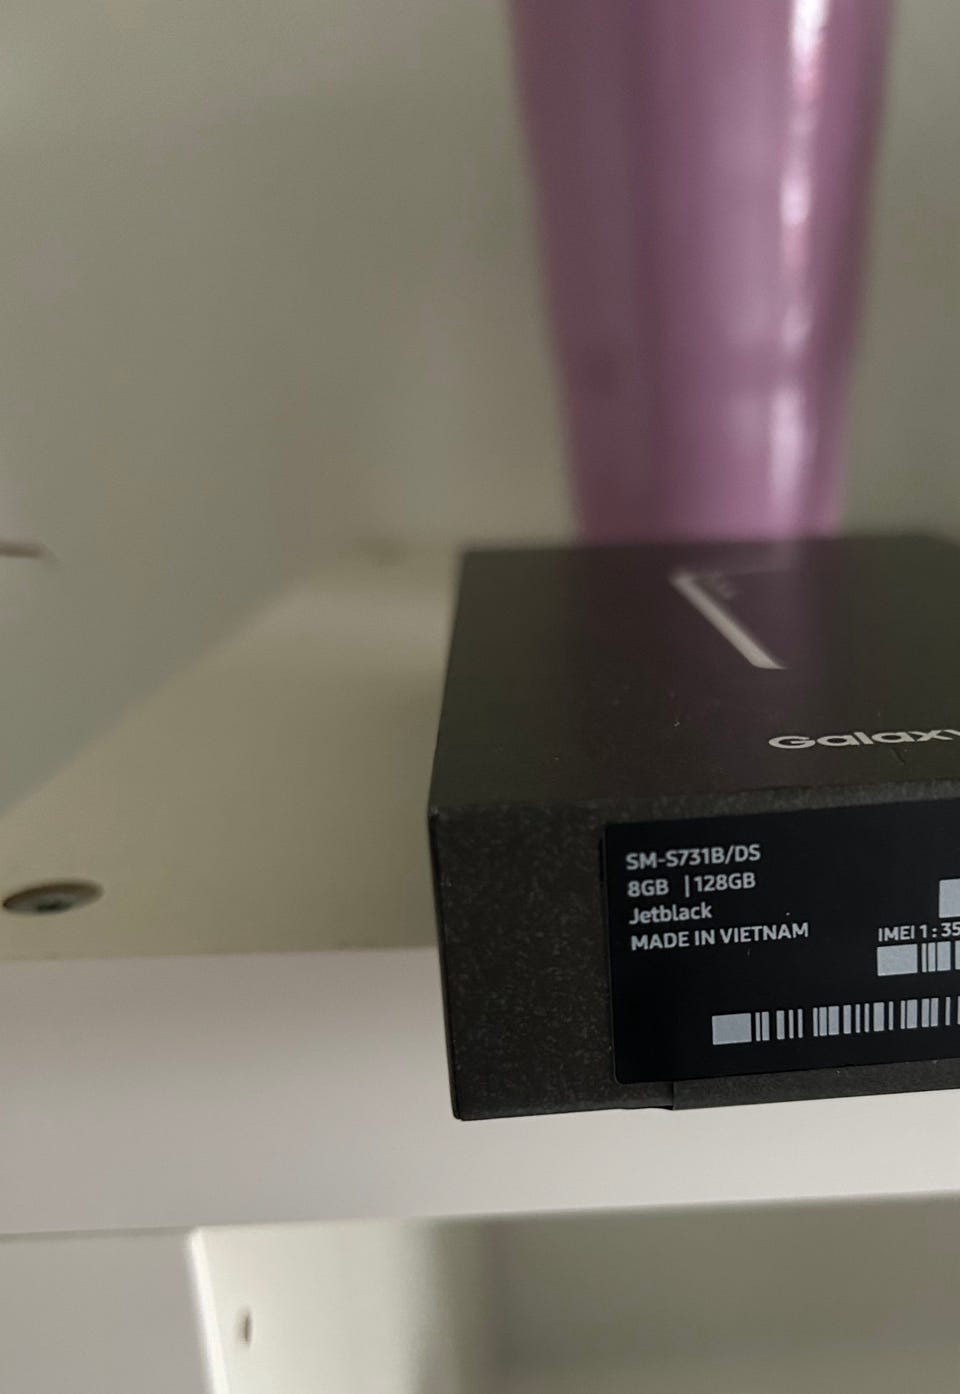 Galaxy
SM-S731B/DS
8GB | 128GB
Jetblack
MADE IN VIETNAM
IMEI 1 : 35